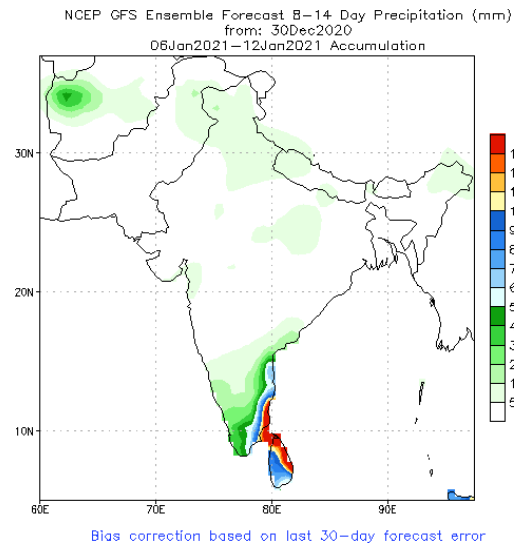 NCEP GFS Ensemble Forecast 8-14 Day Precipitation (mm)
from: 30Dec2020
06Jan2021-12Jan2021 Accumulation
30N
20N
10N
60E
70E
80E
90E
5
Bias correction based on last 30-day forecast error